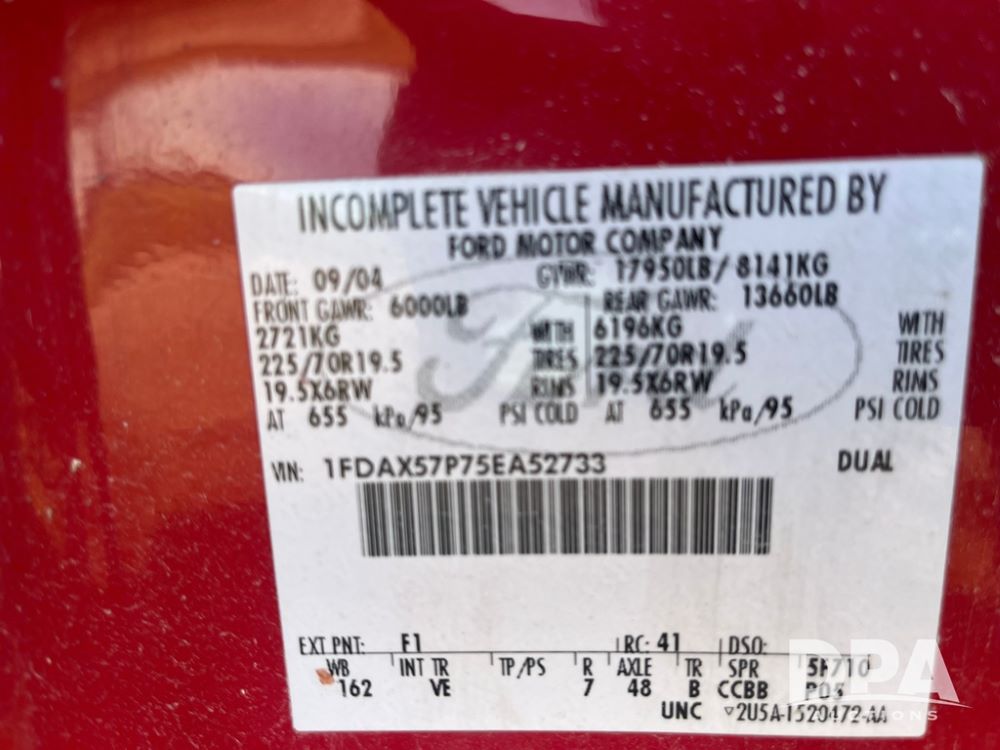 INCOMPLETE VEHICLE MANUFACTURED BY
FORD MOTOR COMPANY
DATE: 09/04 GVWR: 17950LB / 8141KG
FRONT GAWR: 6000LB REAR GAWR: 13660LB
2721KG WITH 6196KG WITH
225/70R19.5 TIRES 225/70R19.5 TIRES
19.5X6RW RIMS 19.5X6RW RIMS
AT 655 kPa/95 PSI COLD AT 655 kPa/95 PSI COLD
VIN: 1FDAX57P75EA52733 DUAL
EXT PNT: F1 RC: 41 DSO:
WB INT TR TP/PS R AXLE TR SPR
162 VE 7 48 B CCBB
UNC ▽2U5A-1520472-AA
DPA